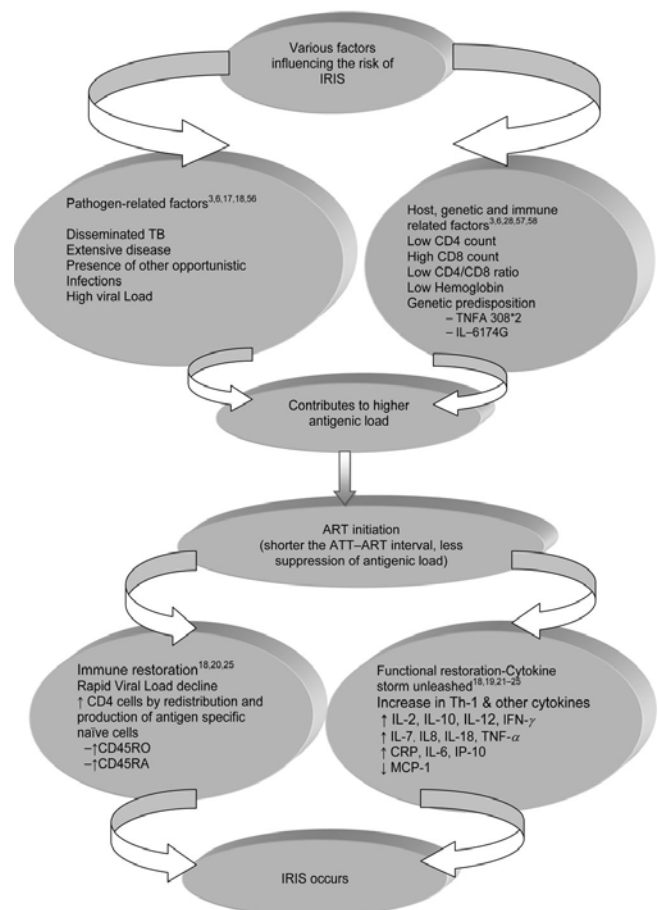 Various factors
influencing the risk of
IRIS
Pathogen-related factors3,6,17,18,56
Disseminated TB
Extensive disease
Presence of other opportunistic
Infections
High viral Load
Host, genetic and immune
related factors3,6,28,57,58
Low CD4 count
High CD8 count
Low CD4/CD8 ratio
Low Hemoglobin
Genetic predisposition
– TNFA 308*2
– IL–6174G
Contributes to higher
antigenic load
ART initiation
(shorter the ATT–ART interval, less
suppression of antigenic load)
Immune restoration18,20,25
Rapid Viral Load decline
↑ CD4 cells by redistribution and
production of antigen specific
naïve cells
–↑CD45RO
–↑CD45RA
Functional restoration-Cytokine
storm unleashed18,19,21–25
Increase in Th-1 & other cytokines
↑ IL-2, IL-10, IL-12, IFN-γ
↑ IL-7, IL8, IL-18, TNF-α
↑ CRP, IL-6, IP-10
↓ MCP-1
IRIS occurs